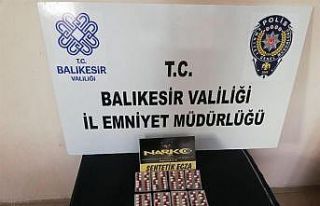 T.C.
BALIKESİR
VALİLİĞİ
POLİS
T.C.
BALIKESİR VALİLİĞİ
İL EMNİYET MÜDÜRLÜĞÜ
NARKO
SENTETİK ECZA